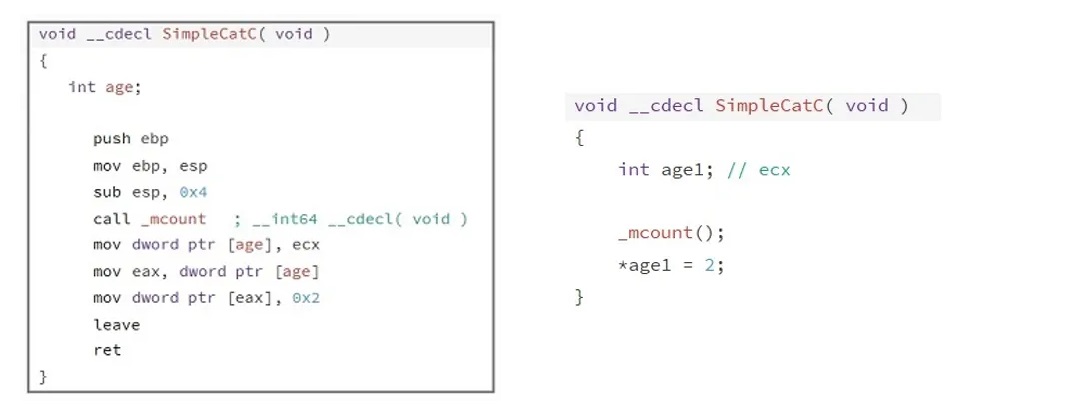 void __cdecl SimpleCatC( void )
{
int age;
push ebp
mov ebp, esp
sub esp, 0x4
call _mcount ; __int64 __cdecl( void )
mov dword ptr [age], ecx
mov eax, dword ptr [age]
mov dword ptr [eax], 0x2
leave
ret
}
void __cdecl SimpleCatC( void )
{
int age1; // ecx
_mcount();
*age1 = 2;
}